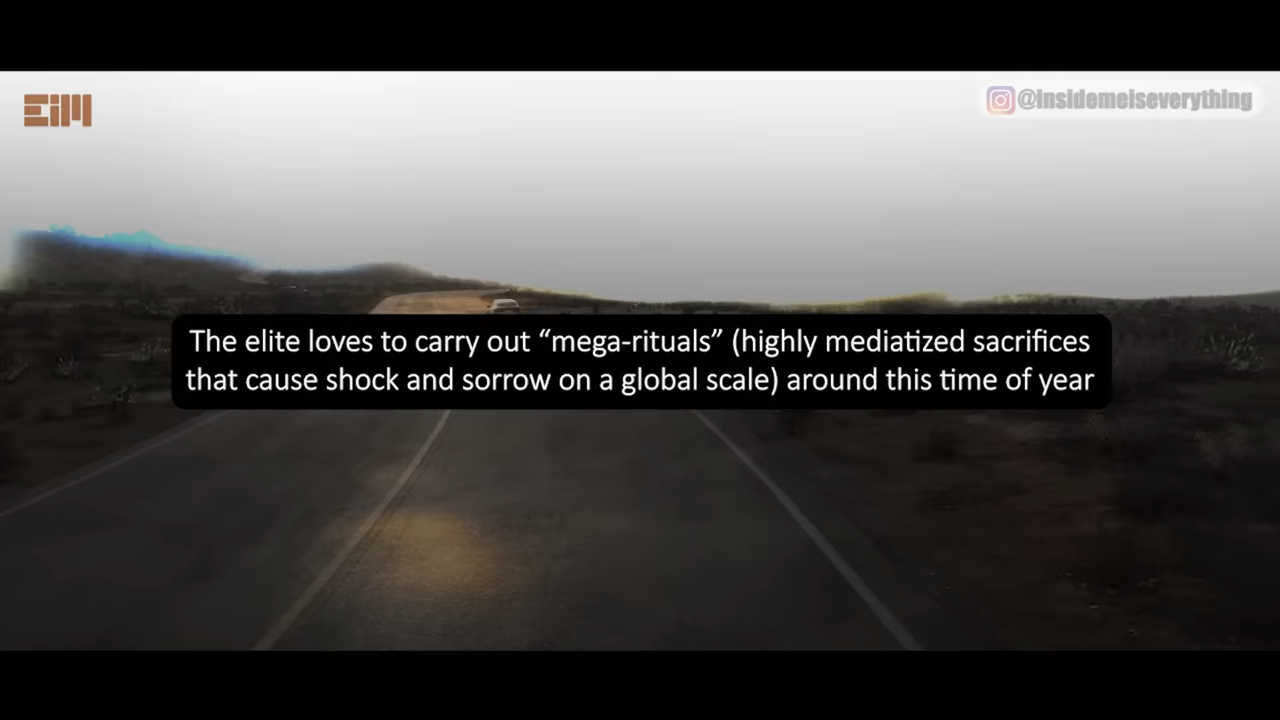 EiM
@insidemeiseverything
The elite loves to carry out “mega-rituals” (highly mediatized sacrifices
that cause shock and sorrow on a global scale) around this time of year